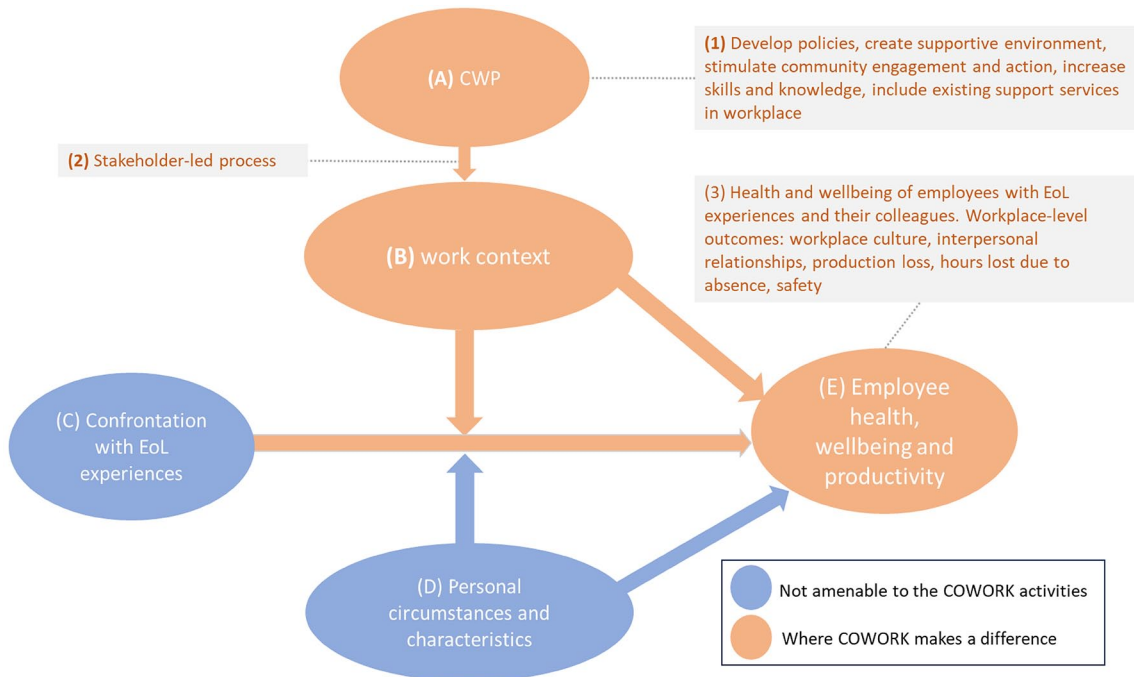 (A) CWP
(1) Develop policies, create supportive environment,
stimulate community engagement and action, increase
skills and knowledge, include existing support services
in workplace
(2) Stakeholder-led process
(B) work context
(3) Health and wellbeing of employees with EoL
experiences and their colleagues. Workplace-level
outcomes: workplace culture, interpersonal
relationships, production loss, hours lost due to
absence, safety
(C) Confrontation
with EoL
experiences
(E) Employee
health,
wellbeing and
productivity
(D) Personal
circumstances and
characteristics
Not amenable to the COWORK activities
Where COWORK makes a difference